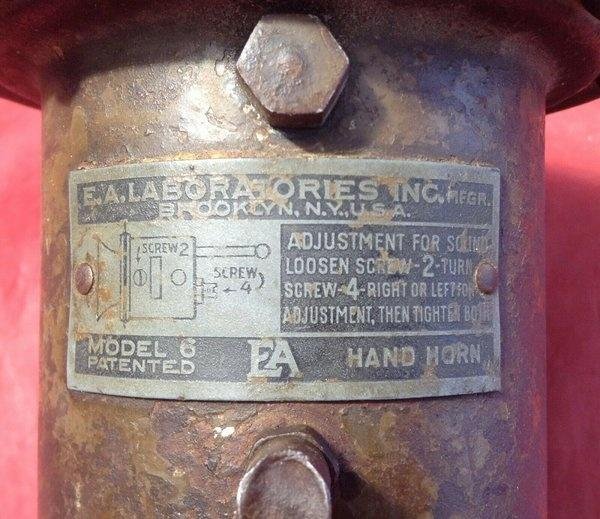 E.A. LABORATORIES INC. MFGR.
BROOKLYN, N.Y., U.S.A.
SCREW 2
SCREW
4
ADJUSTMENT FOR SOUND
LOOSEN SCREW-2-TURN
SCREW-4-RIGHT OR LEFT FOR
ADJUSTMENT, THEN TIGHTEN BOTH
MODEL 6
PATENTED
EA
HAND HORN